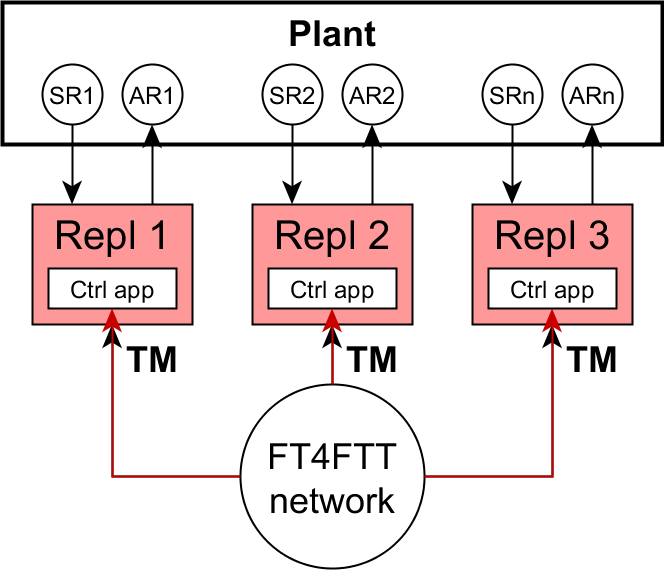 Plant
SR1 AR1 SR2 AR2 SRn ARn
Repl 1 Repl 2 Repl 3
Ctrl app Ctrl app Ctrl app
TM TM TM
FT4FTT
network